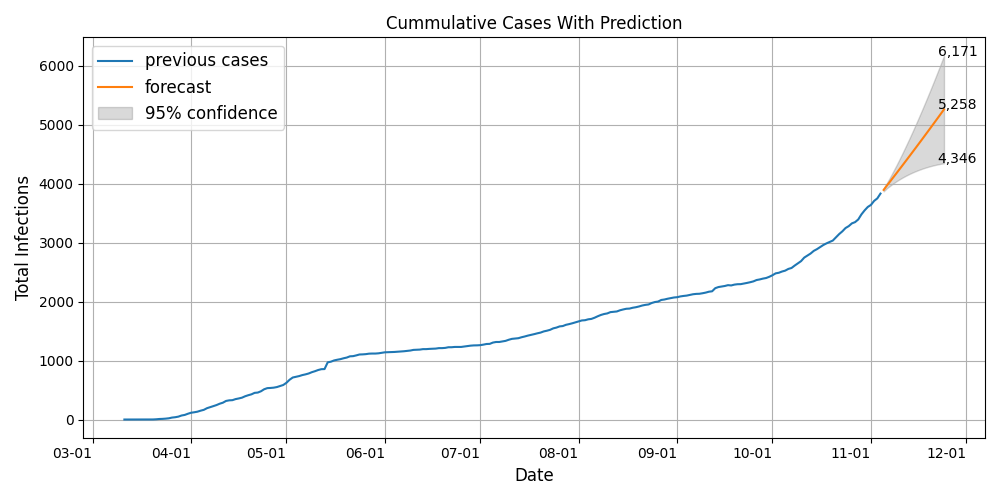 Cummulative Cases With Prediction
previous cases
forecast
95% confidence
6,171
5,258
4,346
Total Infections
6000
5000
4000
3000
2000
1000
0
03-01 04-01 05-01 06-01 07-01 08-01 09-01 10-01 11-01 12-01
Date